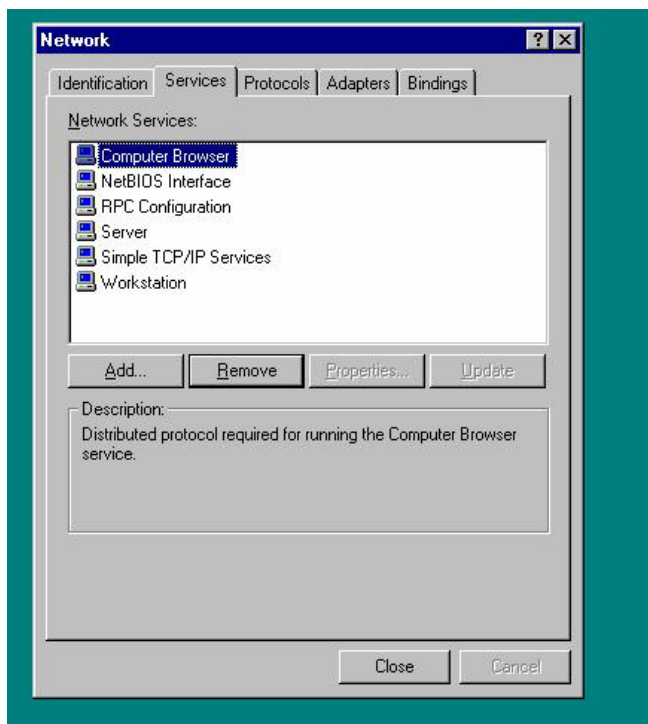 Network
Identification Services Protocols Adapters Bindings
Network Services:
Computer Browser
NetBIOS Interface
RPC Configuration
Server
Simple TCP/IP Services
Workstation
Add... Remove Properties... Update
Description:
Distributed protocol required for running the Computer Browser
service.
Close Cancel